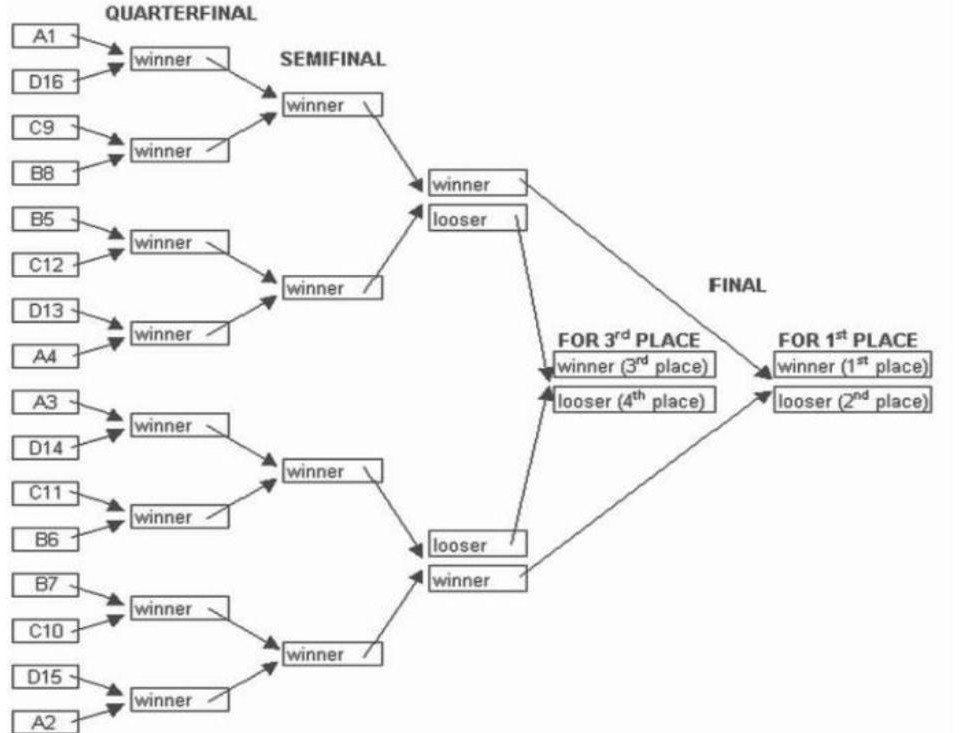 QUARTERFINAL
A1
winner
D16
SEMIFINAL
winner
C9
winner
B8
winner
looser
B5
winner
C12
winner
FINAL
D13
winner
A4
FOR 3rd PLACE
winner (3rd place)
looser (4th place)
FOR 1st PLACE
winner (1st place)
looser (2nd place)
A3
winner
D14
winner
C11
winner
B6
looser
winner
B7
winner
C10
winner
D15
winner
A2